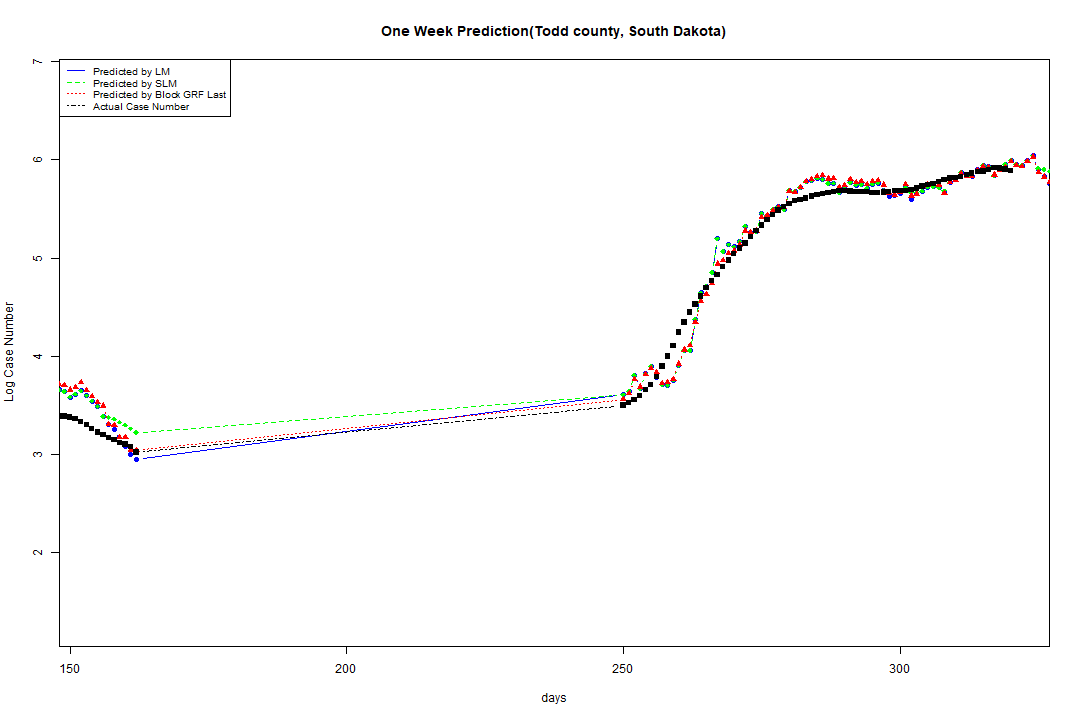 One Week Prediction(Todd county, South Dakota)
Predicted by LM
Predicted by SLM
Predicted by Block GRF Last
Actual Case Number
7
6
5
4
3
2
Log Case Number
150 200 250 300
days